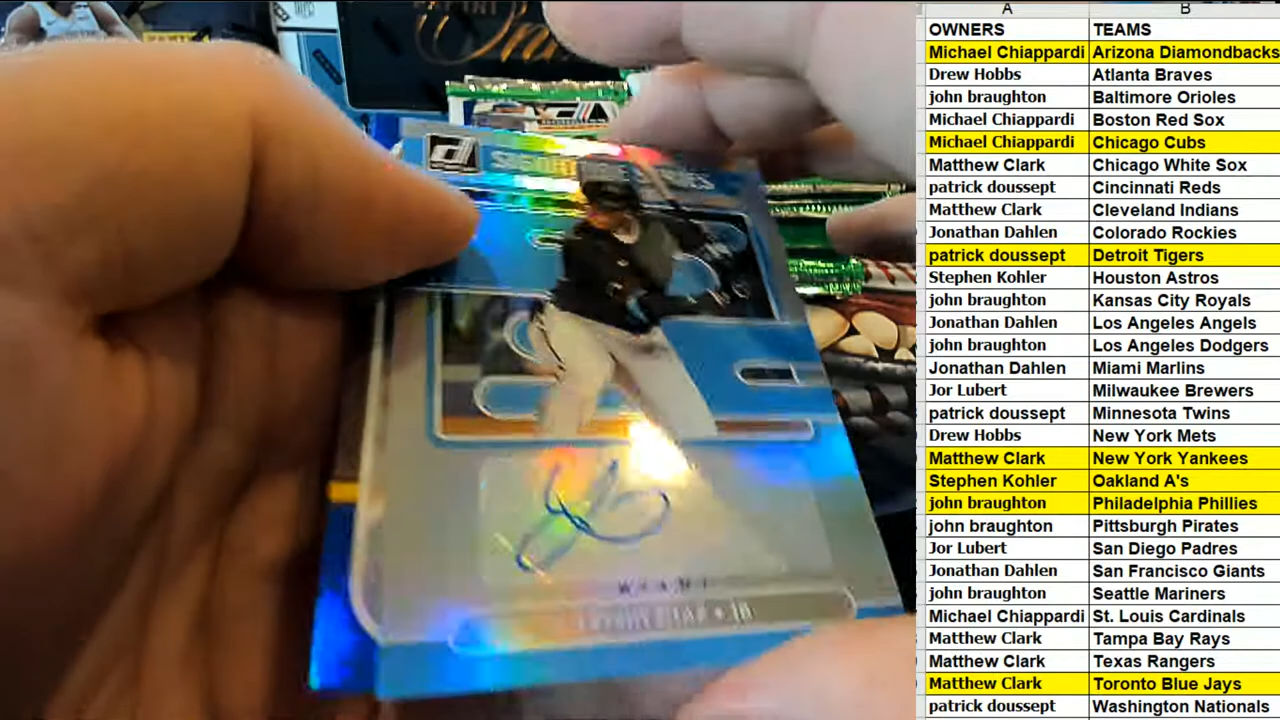 A B
OWNERS TEAMS
Michael Chiappardi Arizona Diamondbacks
Drew Hobbs Atlanta Braves
john braughton Baltimore Orioles
Michael Chiappardi Boston Red Sox
Michael Chiappardi Chicago Cubs
Matthew Clark Chicago White Sox
patrick doussept Cincinnati Reds
Matthew Clark Cleveland Indians
Jonathan Dahlen Colorado Rockies
patrick doussept Detroit Tigers
Stephen Kohler Houston Astros
john braughton Kansas City Royals
Jonathan Dahlen Los Angeles Angels
john braughton Los Angeles Dodgers
Jonathan Dahlen Miami Marlins
Jor Lubert Milwaukee Brewers
patrick doussept Minnesota Twins
Drew Hobbs New York Mets
Matthew Clark New York Yankees
Stephen Kohler Oakland A's
john braughton Philadelphia Phillies
john braughton Pittsburgh Pirates
Jor Lubert San Diego Padres
Jonathan Dahlen San Francisco Giants
john braughton Seattle Mariners
Michael Chiappardi St. Louis Cardinals
Matthew Clark Tampa Bay Rays
Matthew Clark Texas Rangers
Matthew Clark Toronto Blue Jays
patrick doussept Washington Nationals
MIAMI